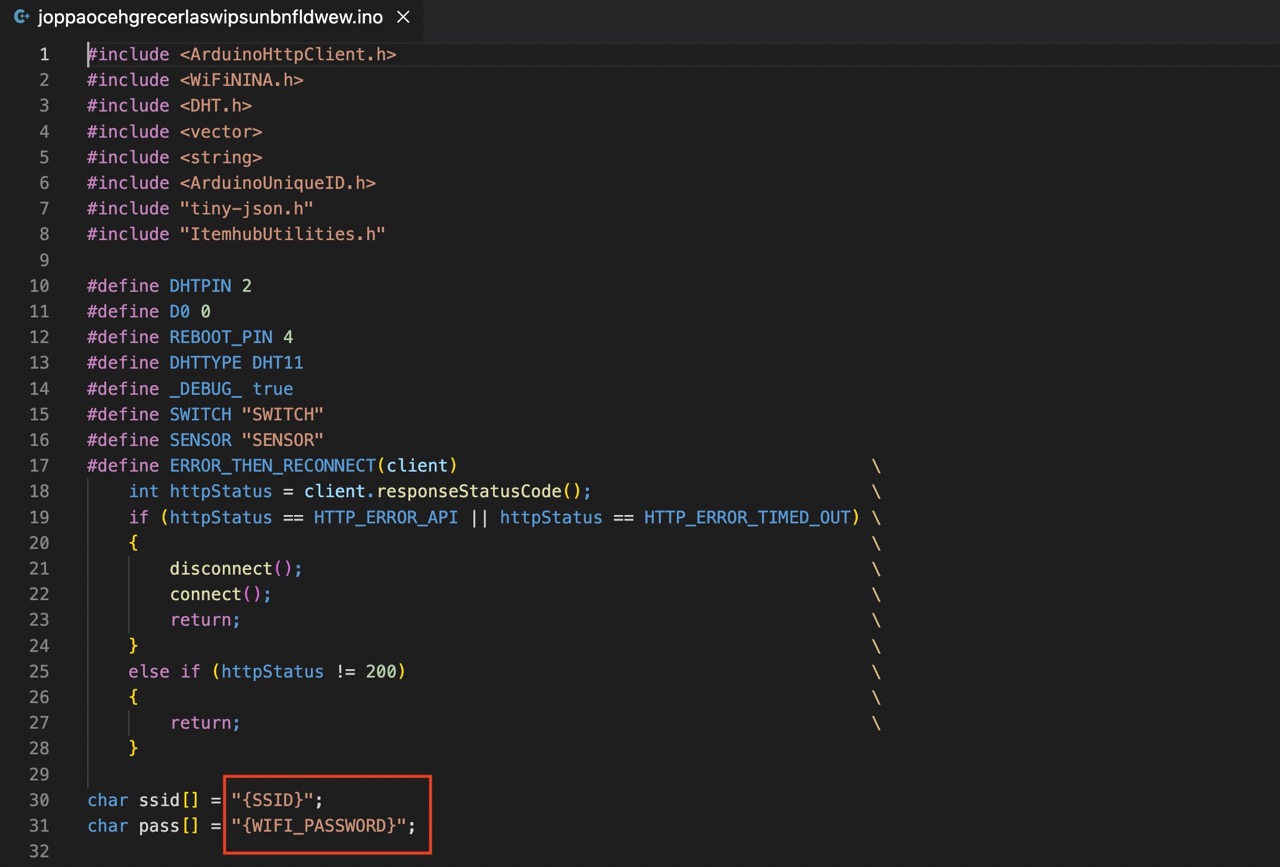 joppaocehgrecerlaswipsunbnfldwew.ino ×
1 #include <ArduinoHttpClient.h>
2 #include <WiFiNINA.h>
3 #include <DHT.h>
4 #include <vector>
5 #include <string>
6 #include <ArduinoUniqueID.h>
7 #include "tiny-json.h"
8 #include "ItemhubUtilities.h"
9
10 #define DHTPIN 2
11 #define D0 0
12 #define REBOOT_PIN 4
13 #define DHTTYPE DHT11
14 #define _DEBUG_ true
15 #define SWITCH "SWITCH"
16 #define SENSOR "SENSOR"
17 #define ERROR_THEN_RECONNECT(client) \
18 int httpStatus = client.responseStatusCode(); \
19 if (httpStatus == HTTP_ERROR_API || httpStatus == HTTP_ERROR_TIMED_OUT) \
20 { \
21 disconnect(); \
22 connect(); \
23 return; \
24 } \
25 else if (httpStatus != 200) \
26 { \
27 return; \
28 }
29
30 char ssid[] = "{SSID}";
31 char pass[] = "{WIFI_PASSWORD}";
32